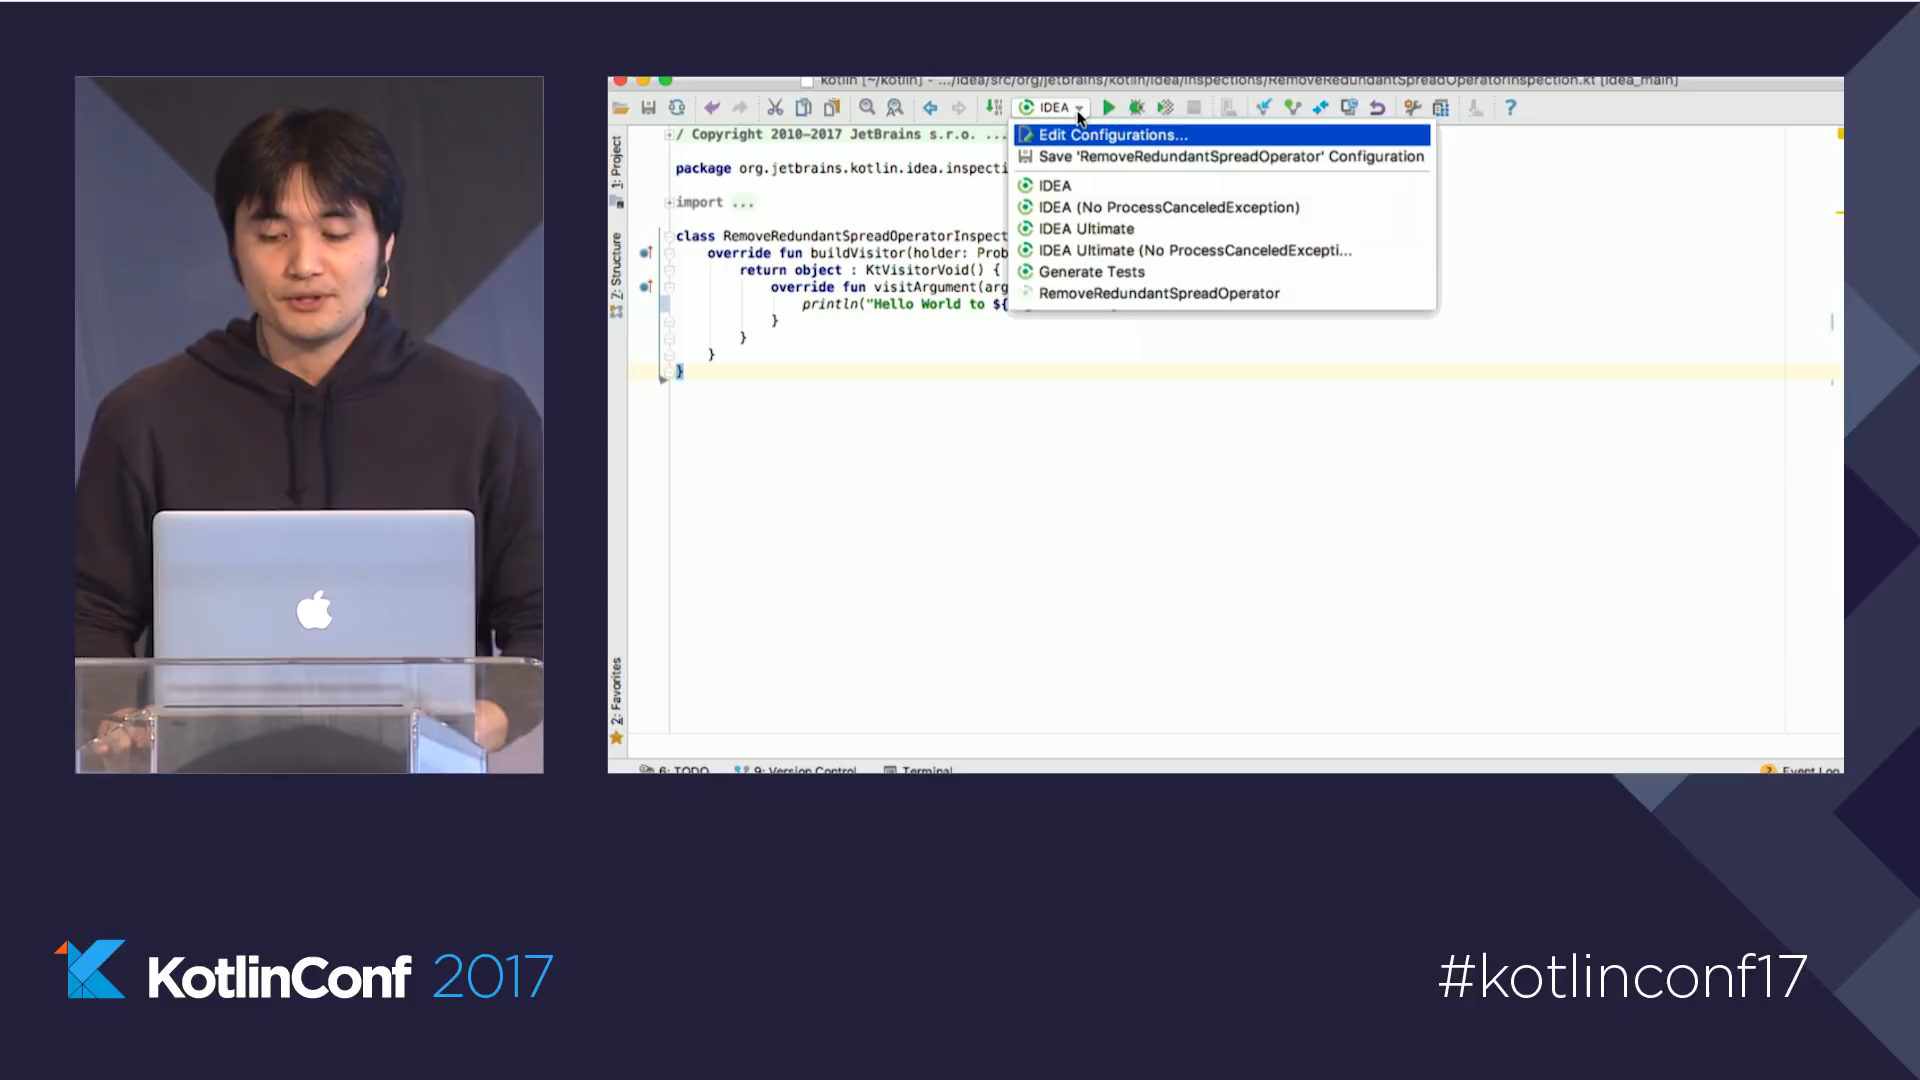 kotlin [~/kotlin] - .../idea/src/org/jetbrains/kotlin/idea/inspections/RemoveRedundantSpreadOperatorInspection.kt [idea_main]
IDEA
?
Edit Configurations...
Save 'RemoveRedundantSpreadOperator' Configuration
IDEA
IDEA (No ProcessCanceledException)
IDEA Ultimate
IDEA Ultimate (No ProcessCanceledExcepti...
Generate Tests
RemoveRedundantSpreadOperator
1: Project
7: Structure
2: Favorites
/ Copyright 2010-2017 JetBrains s.r.o. ...
package org.jetbrains.kotlin.idea.inspecti
import ...
class RemoveRedundantSpreadOperatorInspect
override fun buildVisitor(holder: Prob
return object : KtVisitorVoid() {
override fun visitArgument(arg
println("Hello World to ${
}
}
}
}
6: TODO
9: Version Control
Terminal
2 Event Log
KotlinConf 2017
#kotlinconf17